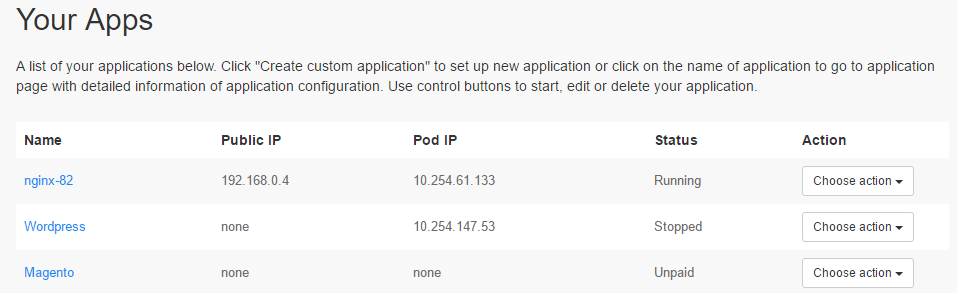 Your Apps
A list of your applications below. Click "Create custom application" to set up new application or click on the name of application to go to application
page with detailed information of application configuration. Use control buttons to start, edit or delete your application.
Name Public IP Pod IP Status Action
nginx-82 192.168.0.4 10.254.61.133 Running Choose action
Wordpress none 10.254.147.53 Stopped Choose action
Magento none none Unpaid Choose action